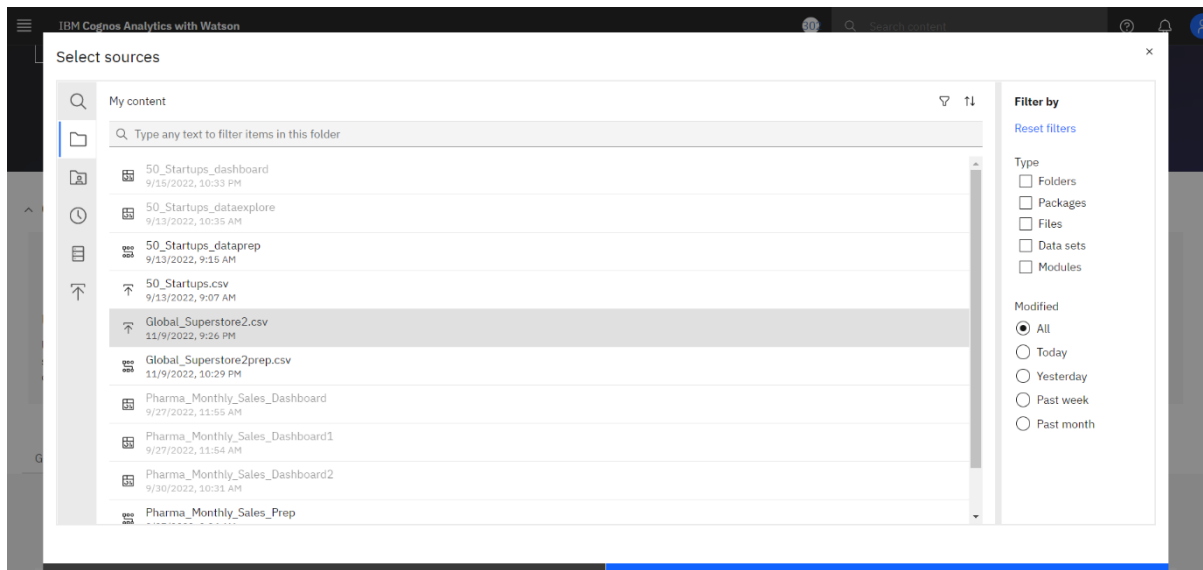 IBM Cognos Analytics with Watson
Search content
Select sources
My content
Type any text to filter items in this folder
50_Startups_dashboard
9/15/2022, 10:33 PM
50_Startups_dataexplore
9/13/2022, 10:35 AM
50_Startups_dataprep
9/13/2022, 9:15 AM
50_Startups.csv
9/13/2022, 9:07 AM
Global_Superstore2.csv
11/9/2022, 9:26 PM
Global_Superstore2prep.csv
11/9/2022, 10:29 PM
Pharma_Monthly_Sales_Dashboard
9/27/2022, 11:55 AM
Pharma_Monthly_Sales_Dashboard1
9/27/2022, 11:54 AM
Pharma_Monthly_Sales_Dashboard2
9/30/2022, 10:31 AM
Pharma_Monthly_Sales_Prep
Filter by
Reset filters
Type
Folders
Packages
Files
Data sets
Modules
Modified
All
Today
Yesterday
Past week
Past month